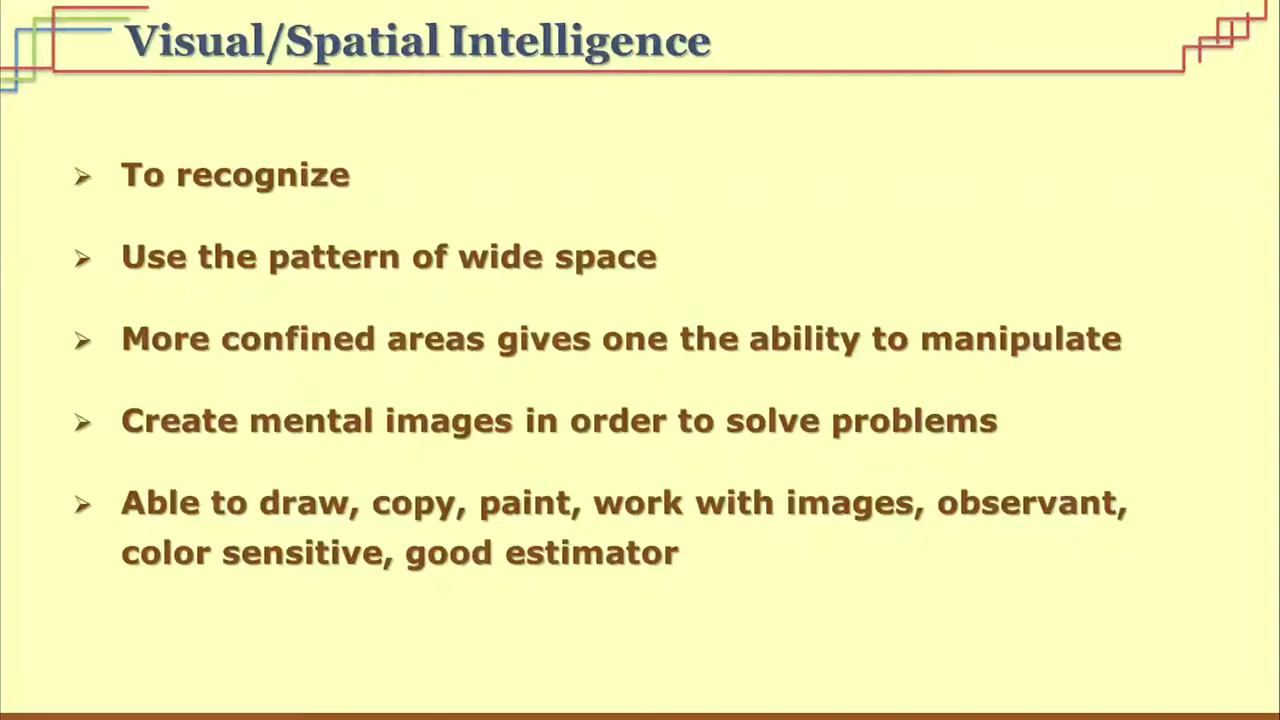 Visual/Spatial Intelligence
To recognize
Use the pattern of wide space
More confined areas gives one the ability to manipulate
Create mental images in order to solve problems
Able to draw, copy, paint, work with images, observant,
color sensitive, good estimator